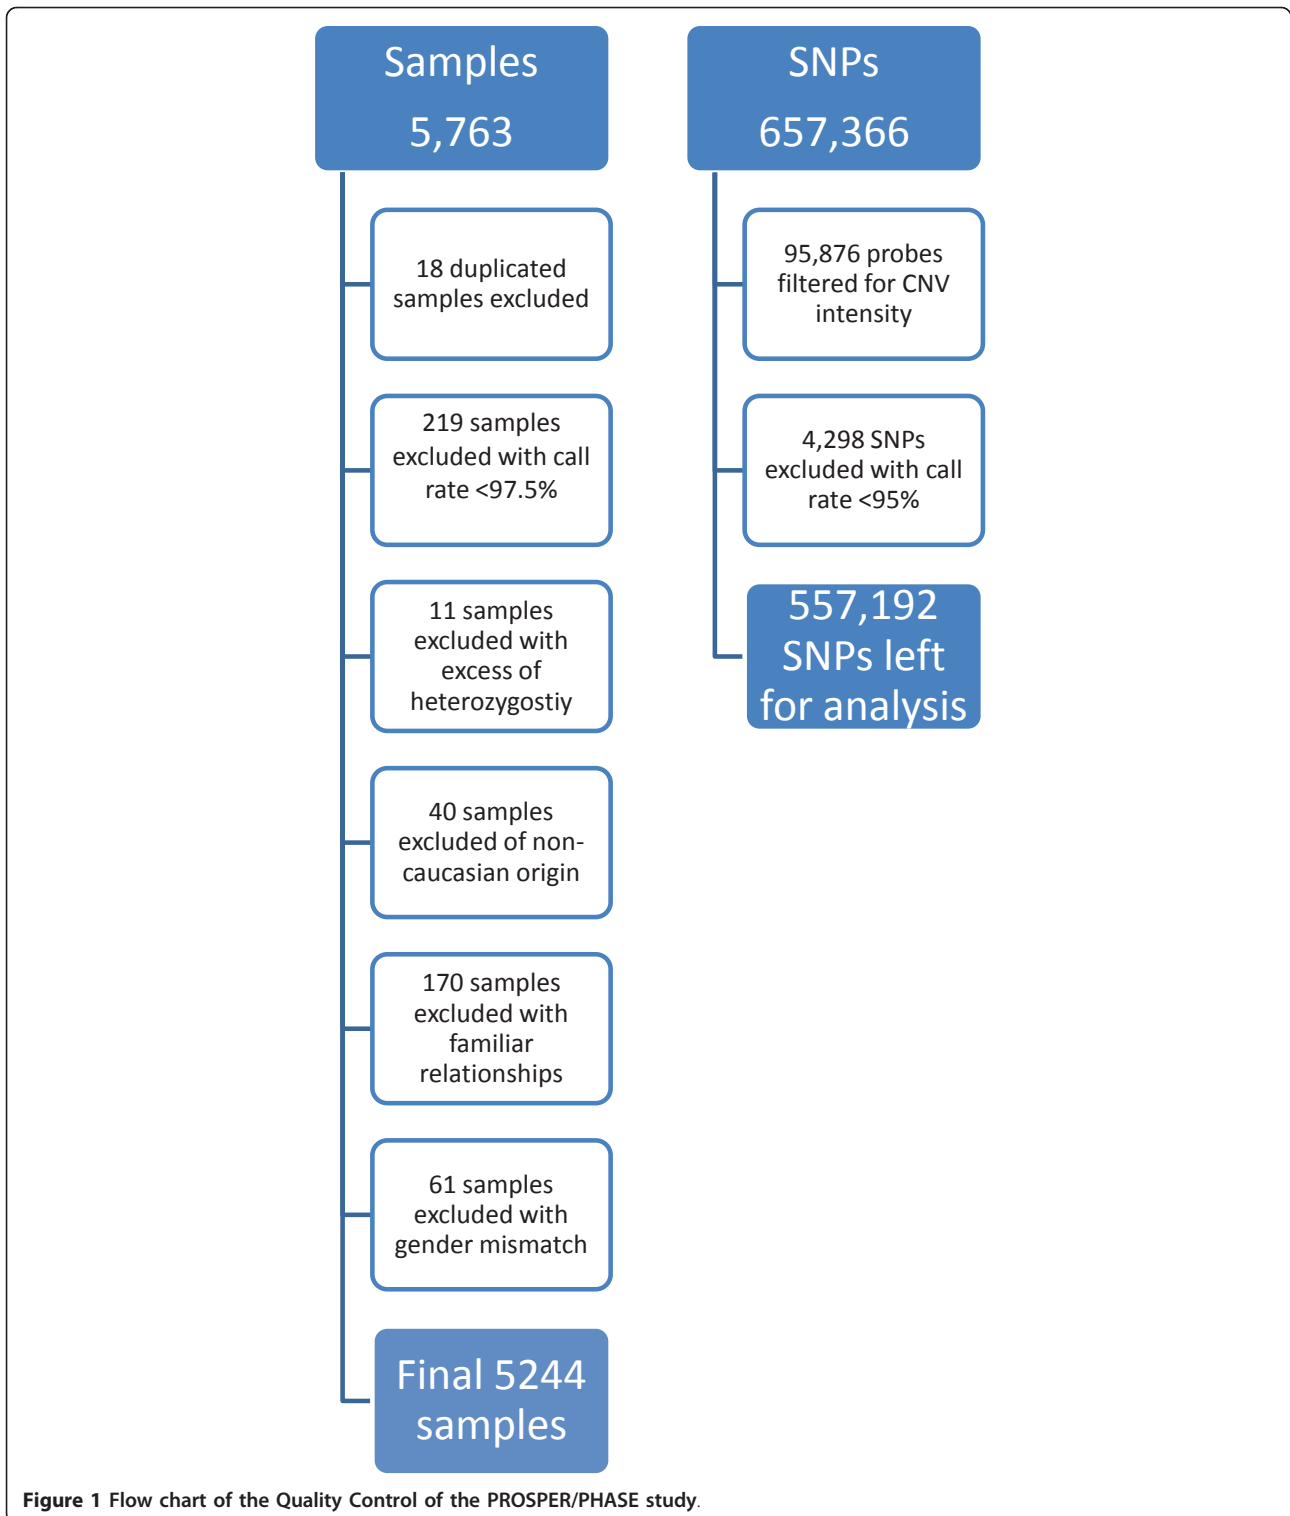 Samples
5,763
18 duplicated
samples excluded
219 samples
excluded with call
rate <97.5%
11 samples
excluded with
excess of
heterozygostiy
40 samples
excluded of non-
caucasian origin
170 samples
excluded with
familiar
relationships
61 samples
excluded with
gender mismatch
Final 5244
samples
SNPs
657,366
95,876 probes
filtered for CNV
intensity
4,298 SNPs
excluded with call
rate <95%
557,192
SNPs left
for analysis
Figure 1 Flow chart of the Quality Control of the PROSPER/PHASE study.